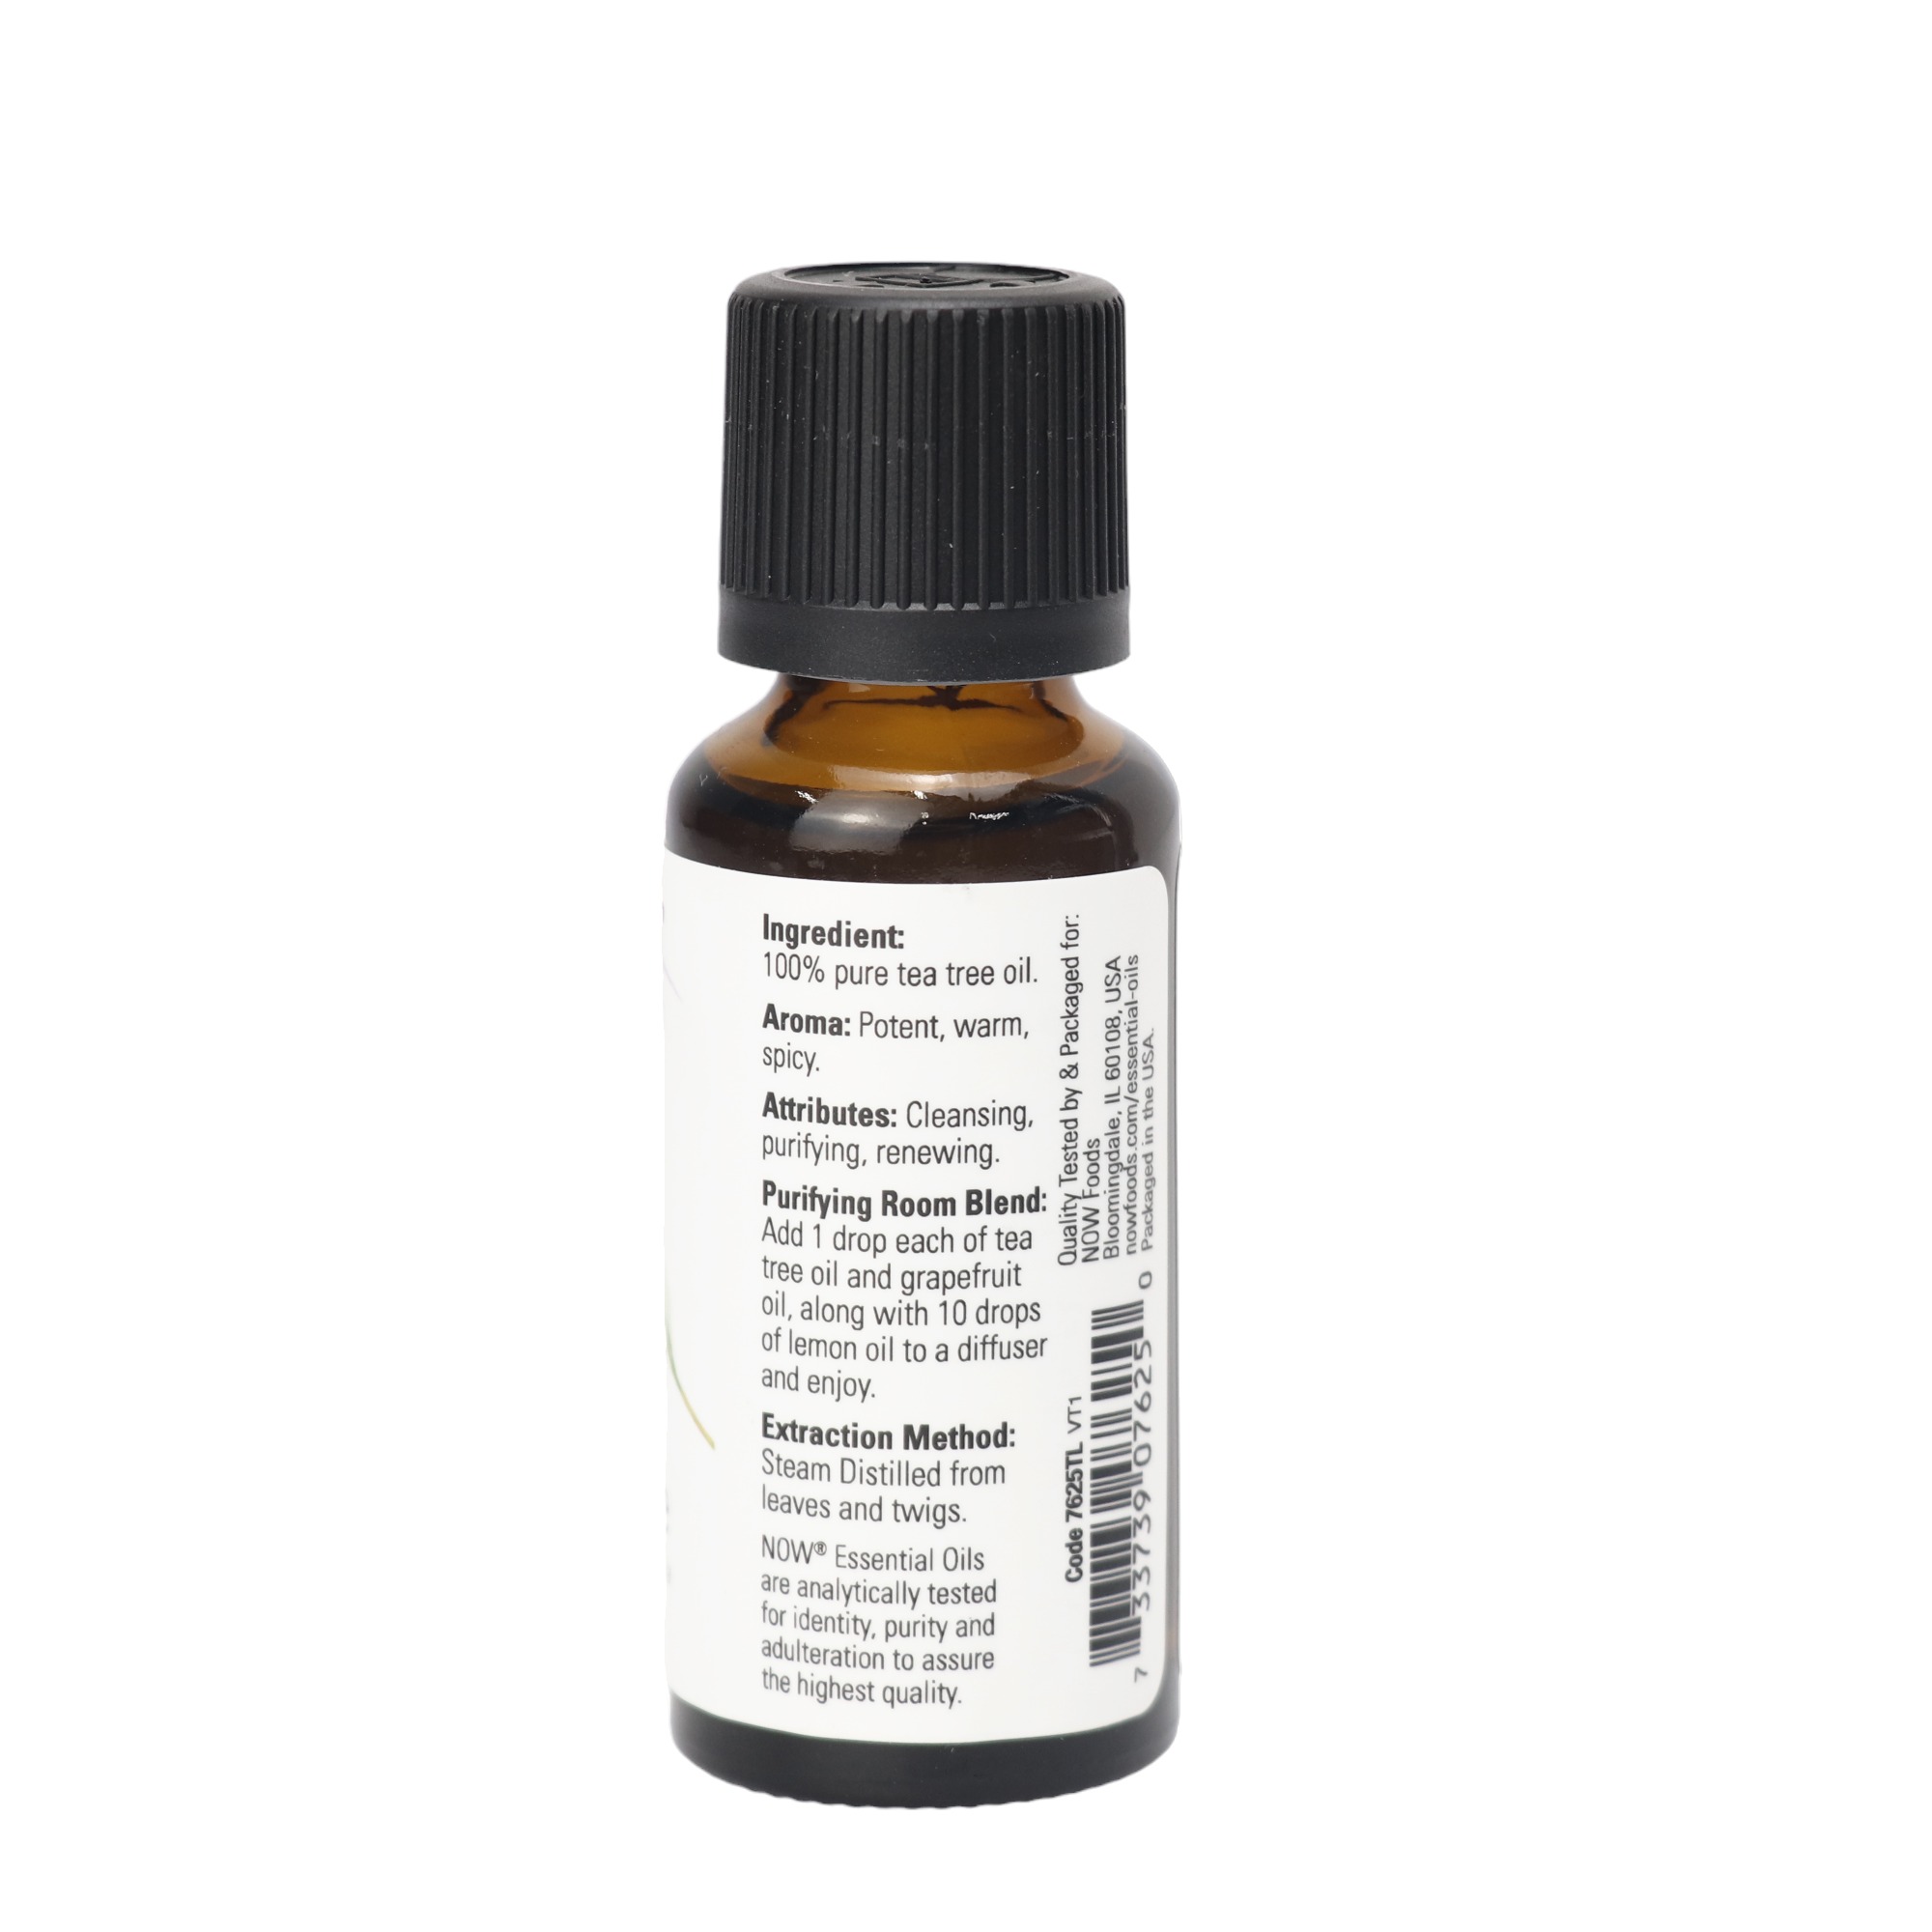 Ingredient:
100% pure tea tree oil.
Aroma: Potent, warm,
spicy.
Attributes: Cleansing,
purifying, renewing.
Purifying Room Blend:
Add 1 drop each of tea
tree oil and grapefruit
oil, along with 10 drops
of lemon oil to a diffuser
and enjoy.
Extraction Method:
Steam Distilled from
leaves and twigs.
NOW® Essential Oils
are analytically tested
for identity, purity and
adulteration to assure
the highest quality.
Quality Tested by & Packaged for:
NOW Foods
Bloomingdale, IL 60108, USA
nowfoods.com/essential-oils
Packaged in the USA.
Code 7625TL VT1
7 33739 07625 0